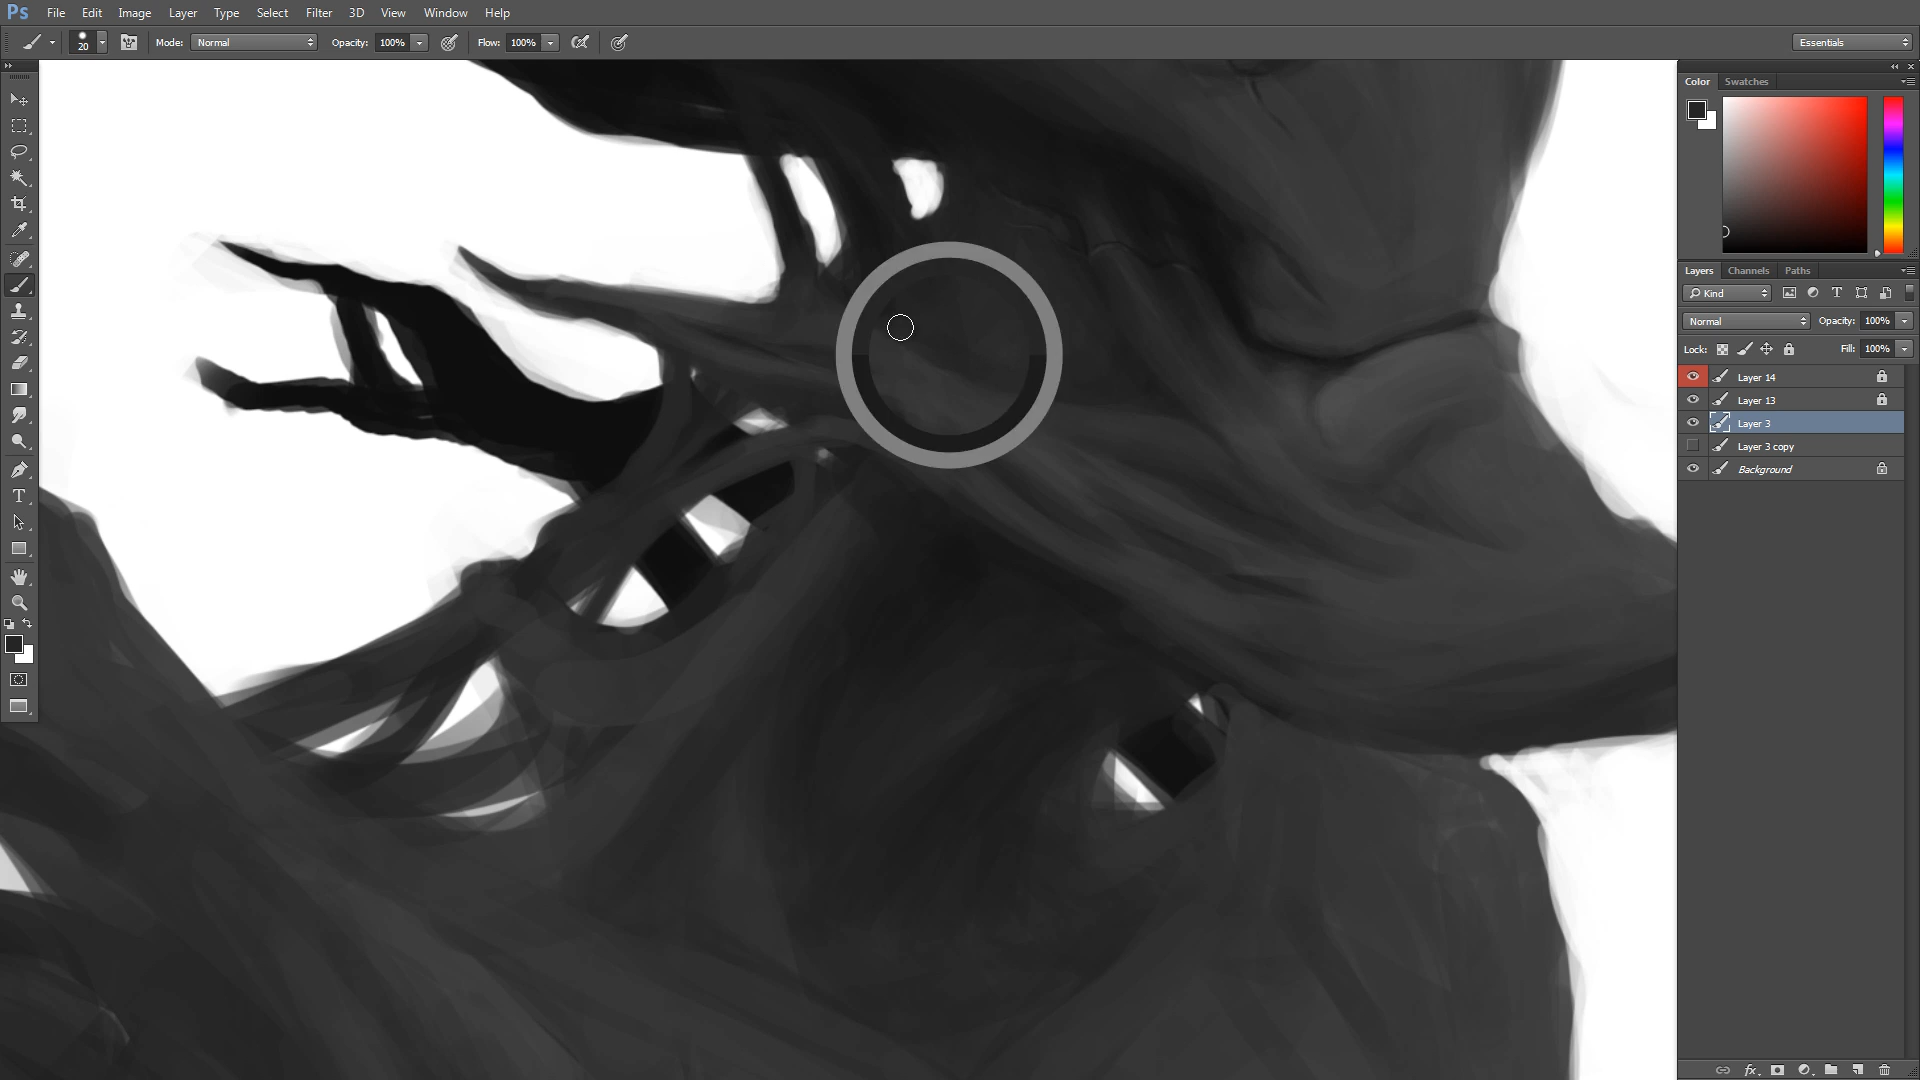 Ps File Edit Image Layer Type Select Filter 3D View Window Help
20 Mode: Normal Opacity: 100% Flow: 100% Essentials
Color Swatches
Layers Channels Paths
Kind
Normal Opacity: 100%
Lock: Fill: 100%
Layer 14
Layer 13
Layer 3
Layer 3 copy
Background
fx